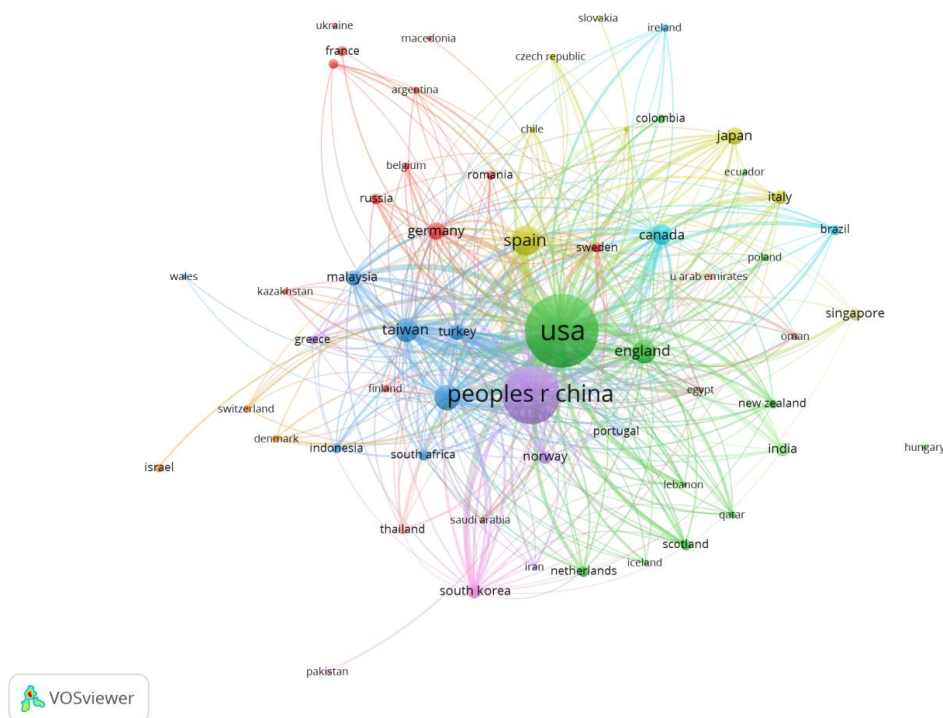 ukraine
slovakia
ireland
macedonia
france
czech republic
argentina
colombia
chile
japan
belgium
romania
ecuador
russia
italy
germany
spain
sweden
canada
brazil
poland
wales
malaysia
u arab emirates
kazakhstan
singapore
taiwan
turkey
usa
greece
england
oman
finland
peoples r china
egypt
switzerland
new zealand
denmark
indonesia
south africa
norway
portugal
india
hungary
israel
lebanon
thailand
saudi arabia
qatar
scotland
iran
netherlands
iceland
south korea
pakistan
VOSviewer